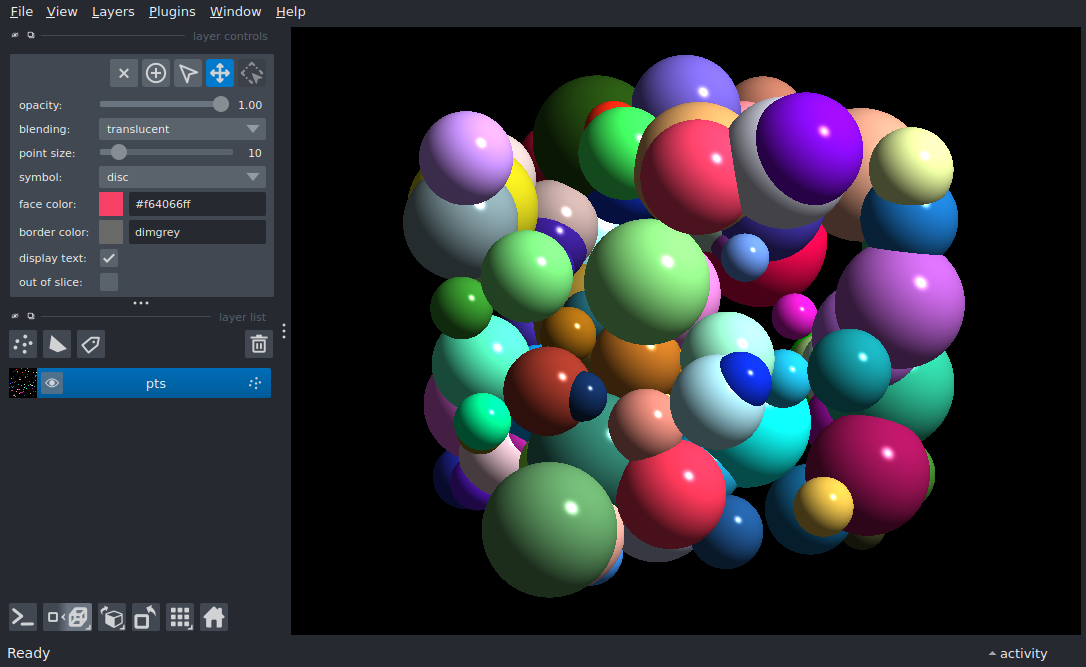 File View Layers Plugins Window Help
layer controls
opacity: 1.00
blending: translucent
point size: 10
symbol: disc
face color: #f64066ff
border color: dimgrey
display text:
out of slice:
layer list
pts
Ready
activity